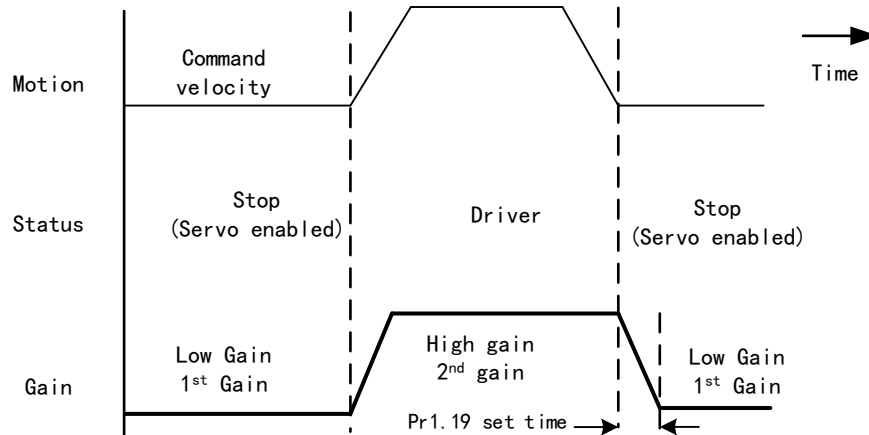 Motion
Command
velocity
Time
Status
Stop
(Servo enabled)
Driver
Stop
(Servo enabled)
Gain
Low Gain
1st Gain
High gain
2nd gain
Low Gain
1st Gain
Pr1.19 set time